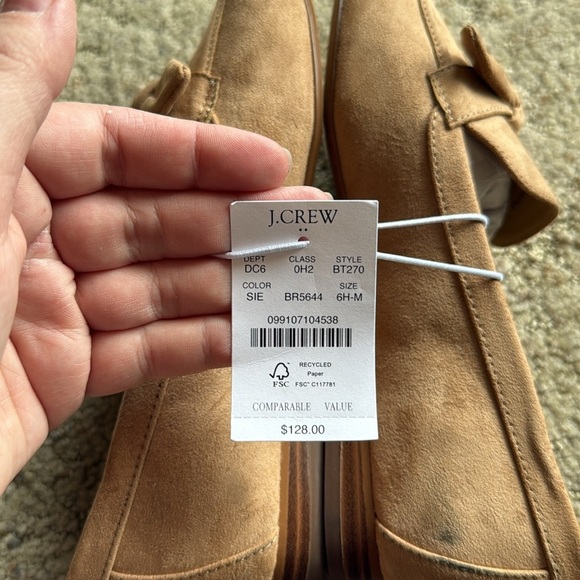 J.CREW
DEPT CLASS STYLE
DC6 0H2 BT270
COLOR SIZE
SIE BR5644 6H-M
099107104538
RECYCLED
Paper
FSC FSC® C117781
COMPARABLE VALUE
$128.00